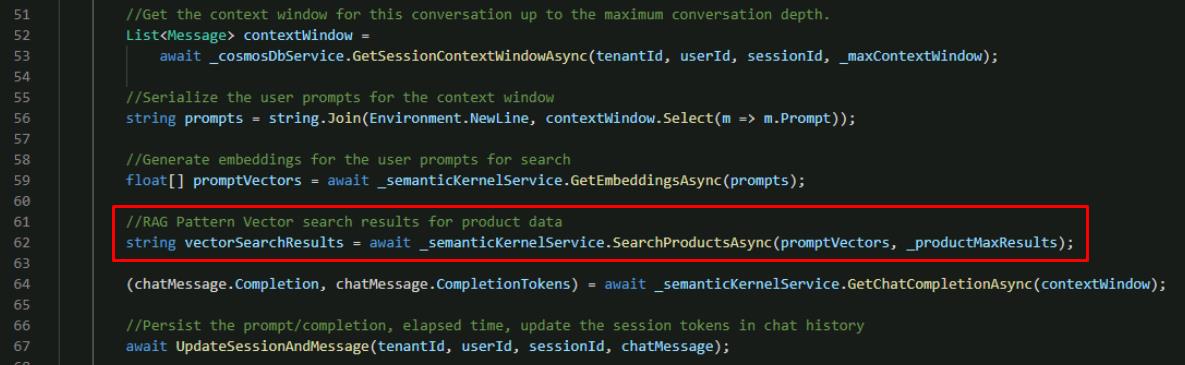 51 //Get the context window for this conversation up to the maximum conversation depth.
52 List<Message> contextWindow =
53 await _cosmosDbService.GetSessionContextWindowAsync(tenantId, userId, sessionId, _maxContextWindow);
54
55 //Serialize the user prompts for the context window
56 string prompts = string.Join(Environment.NewLine, contextWindow.Select(m => m.Prompt));
57
58 //Generate embeddings for the user prompts for search
59 float[] promptVectors = await _semanticKernelService.GetEmbeddingsAsync(prompts);
60
61 //RAG Pattern Vector search results for product data
62 string vectorSearchResults = await _semanticKernelService.SearchProductsAsync(promptVectors, _productMaxResults);
63
64 (chatMessage.Completion, chatMessage.CompletionTokens) = await _semanticKernelService.GetChatCompletionAsync(contextWindow);
65
66 //Persist the prompt/completion, elapsed time, update the session tokens in chat history
67 await UpdateSessionAndMessage(tenantId, userId, sessionId, chatMessage);